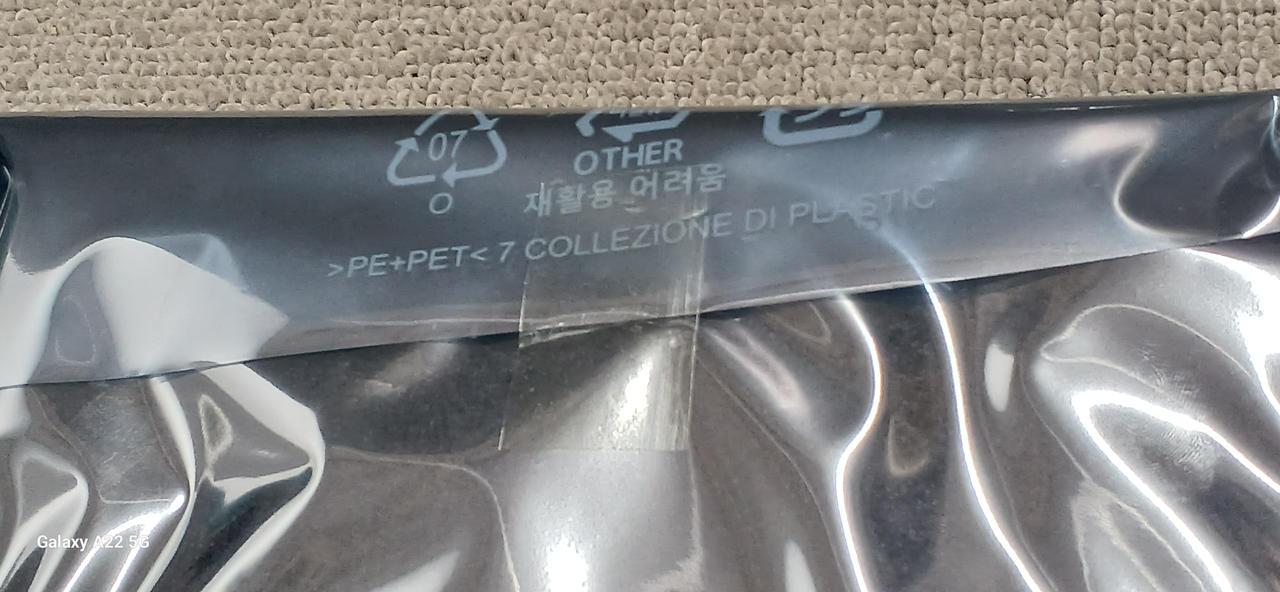 07
OTHER
O
재활용 어려움
>PE+PET< 7 COLLEZIONE DI PLASTIC
Galaxy A22 5G